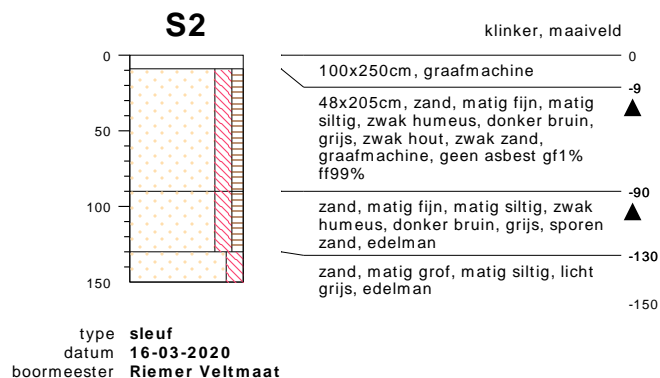 S2
klinker, maaiveld
0
0
100x250cm, graafmachine
-9
48x205cm, zand, matig fijn, matig
siltig, zwak humeus, donker bruin,
grijs, zwak hout, zwak zand,
graafmachine, geen asbest gf1%
ff99%
50
-90
100
zand, matig fijn, matig siltig, zwak
humeus, donker bruin, grijs, sporen
zand, edelman
-130
zand, matig grof, matig siltig, licht
grijs, edelman
150
-150
type sleuf
datum 16-03-2020
boormeester Riemer Veltmaat